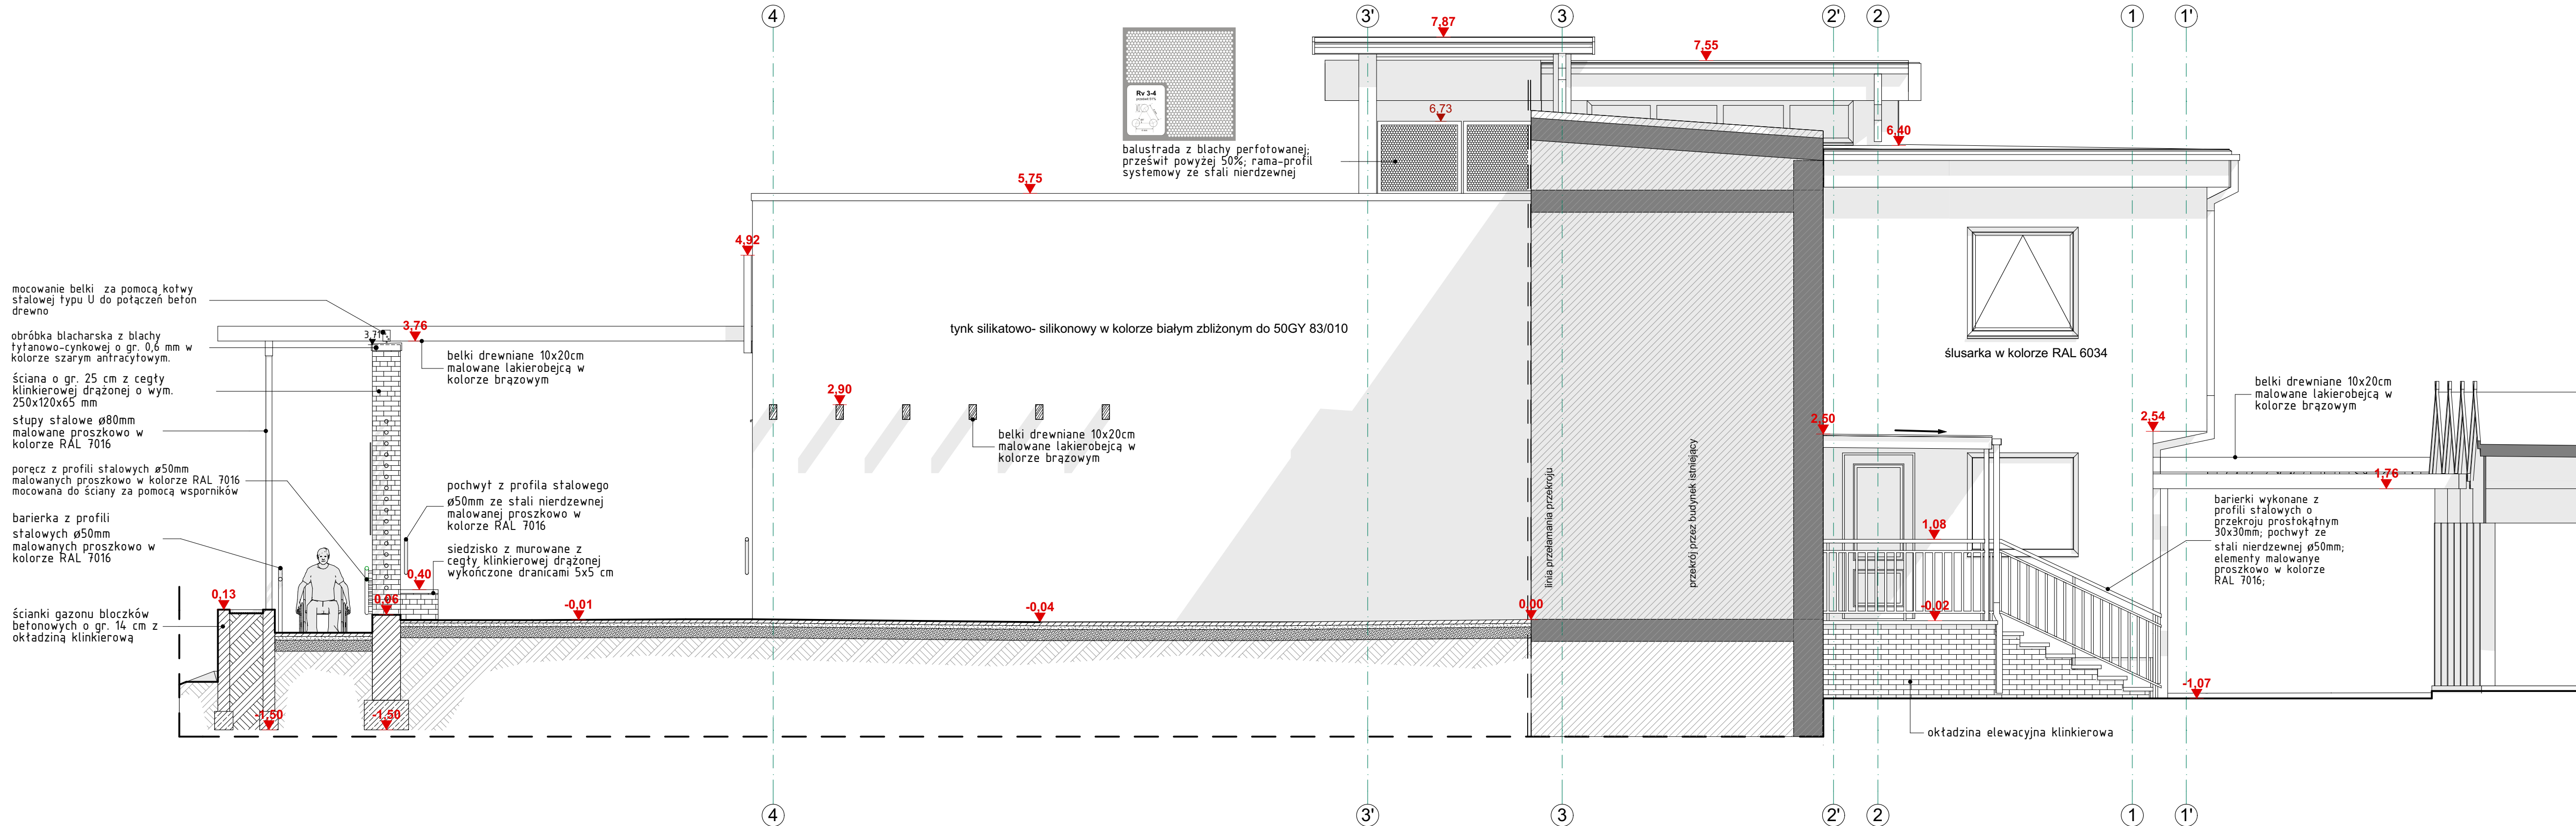 4
3'
3
2'
2
1
1'
7,87
7,55
Rv 3-4
6,73
6,40
balustrada z blachy perfotowanej;
prześwit powyżej 50%; rama-profil
systemowy ze stali nierdzewnej
5,75
4,92
mocowanie belki za pomocą kotwy
stalowej typu U do połączeń beton
drewno
obróbka blacharska z blachy
tytanowo-cynkowej o gr. 0,6 mm w
kolorze szarym antracytowym.
ściana o gr. 25 cm z cegły
klinkierowej drążonej o wym.
250x120x65 mm
słupy stalowe ø80mm
malowane proszkowo w
kolorze RAL 7016
poręcz z profili stalowych ø50mm
malowanych proszkowo w kolorze RAL 7016
mocowana do ściany za pomocą wsporników
barierka z profili
stalowych ø50mm
malowanych proszkowo w
kolorze RAL 7016
ścianki gazonu bloczków
betonowych o gr. 14 cm z
okładziną klinkierową
3,76
belki drewniane 10x20cm
malowane lakierobejcą w
kolorze brązowym
pochwyt z profila stalowego
ø50mm ze stali nierdzewnej
malowanej proszkowo w
kolorze RAL 7016
siedzisko z murowane z
cegły klinkierowej drążonej
wykończone dranicami 5x5 cm
0,40
0,13
0,06
-0,01
-0,04
0,00
-1,50
-1,50
tynk silikatowo- silikonowy w kolorze białym zbliżonym do 50GY 83/010
2,90
belki drewniane 10x20cm
malowane lakierobejcą w
kolorze brązowym
linia przełamania przekroju
przekrój przez budynek istniejący
ślusarka w kolorze RAL 6034
2,50
2,54
1,08
-0,02
-1,07
1,76
belki drewniane 10x20cm
malowane lakierobejcą w
kolorze brązowym
barierki wykonane z
profili stalowych o
przekroju prostokątnym
30x30mm; pochwyt ze
stali nierdzewnej ø50mm;
elementy malowanye
proszkowo w kolorze
RAL 7016;
okładzina elewacyjna klinkierowa
4
3'
3
2'
2
1
1'